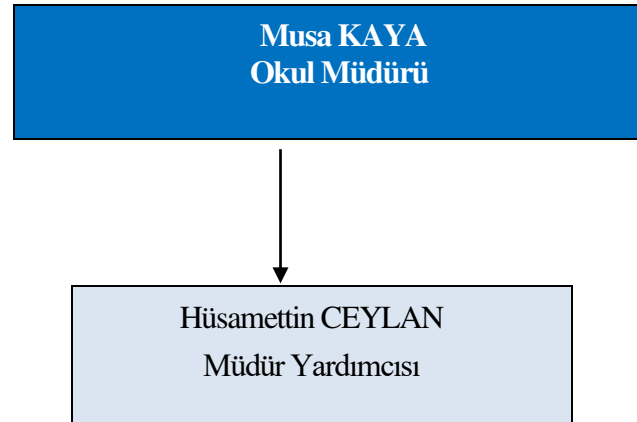 Musa KAYA
Okul Müdürü
Hüsamettin CEYLAN
Müdür Yardımcısı